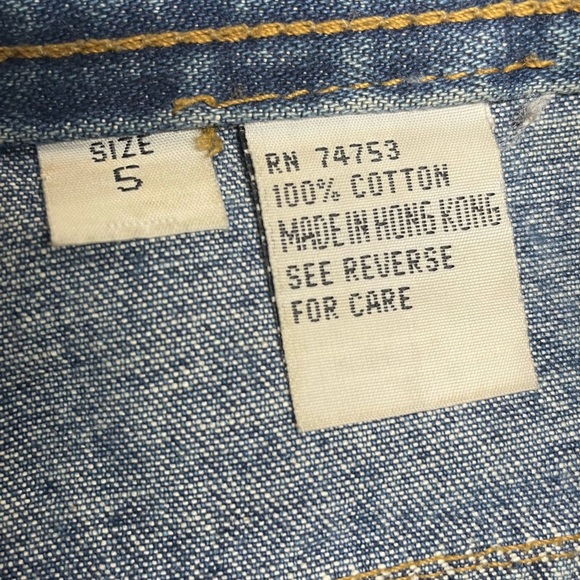 SIZE
5
RN 74753
100% COTTON
MADE IN HONG KONG
SEE REVERSE
FOR CARE